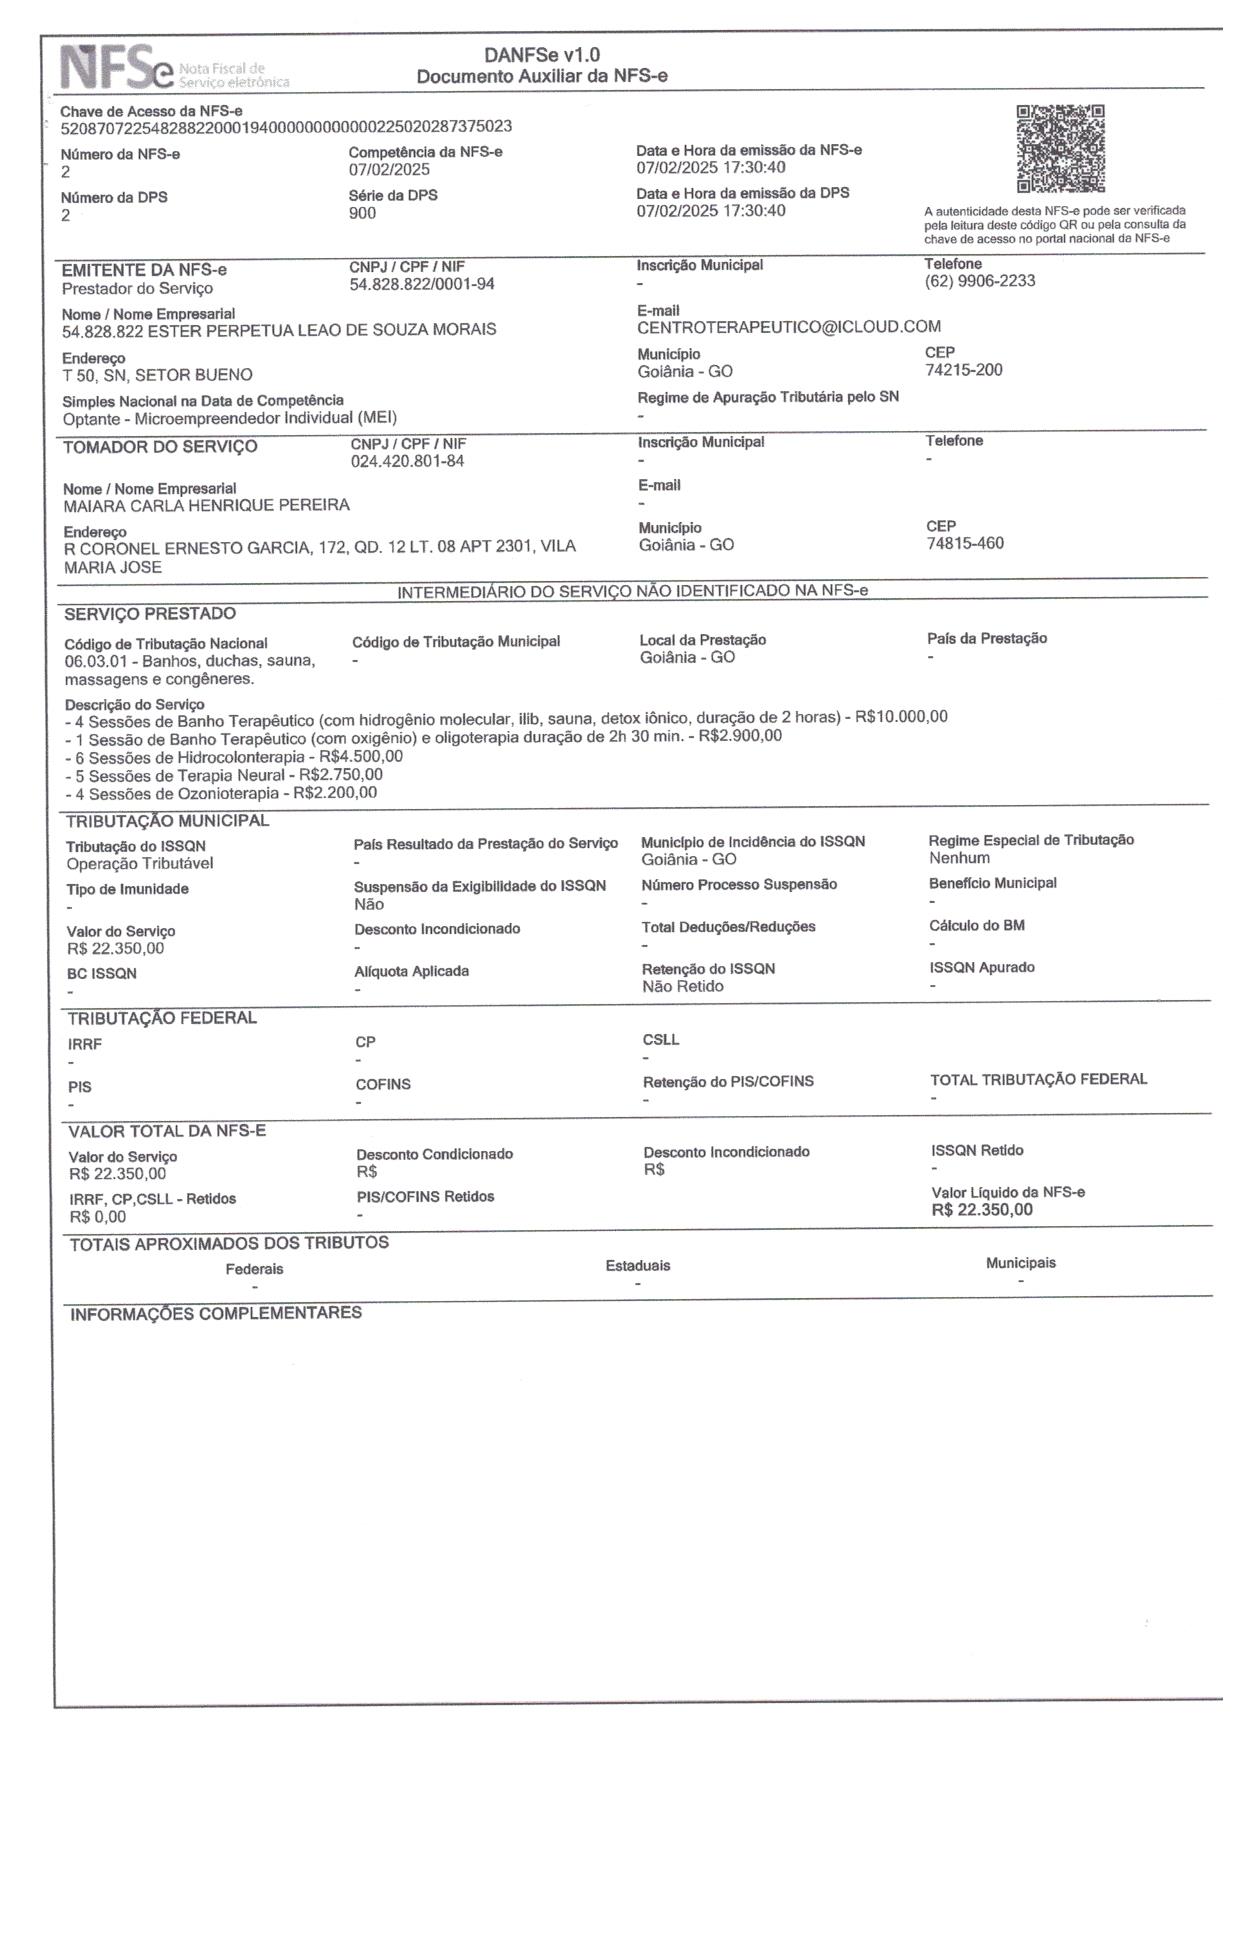 NFSe Nota Fiscal de
Serviço eletrônica
DANFSe v1.0
Documento Auxiliar da NFS-e
Chave de Acesso da NFS-e
52087072254828822000194000000000000225020287375023
Número da NFS-e
2
Competência da NFS-e
07/02/2025
Data e Hora da emissão da NFS-e
07/02/2025 17:30:40
Número da DPS
2
Série da DPS
900
Data e Hora da emissão da DPS
07/02/2025 17:30:40
A autenticidade desta NFS-e pode ser verificada
pela leitura deste código QR ou pela consulta da
chave de acesso no portal nacional da NFS-e
EMITENTE DA NFS-e
Prestador do Serviço
CNPJ / CPF / NIF
54.828.822/0001-94
Inscrição Municipal
-
Telefone
(62) 9906-2233
Nome / Nome Empresarial
54.828.822 ESTER PERPETUA LEAO DE SOUZA MORAIS
E-mail
CENTROTERAPEUTICO@ICLOUD.COM
Endereço
T 50, SN, SETOR BUENO
Município
Goiânia - GO
CEP
74215-200
Simples Nacional na Data de Competência
Optante - Microempreendedor Individual (MEI)
Regime de Apuração Tributária pelo SN
-
TOMADOR DO SERVIÇO
CNPJ / CPF / NIF
024.420.801-84
Inscrição Municipal
-
Telefone
-
Nome / Nome Empresarial
MAIARA CARLA HENRIQUE PEREIRA
E-mail
-
Endereço
R CORONEL ERNESTO GARCIA, 172, QD. 12 LT. 08 APT 2301, VILA
MARIA JOSE
Município
Goiânia - GO
CEP
74815-460
INTERMEDIÁRIO DO SERVIÇO NÃO IDENTIFICADO NA NFS-e
SERVIÇO PRESTADO
Código de Tributação Nacional
06.03.01 - Banhos, duchas, sauna,
massagens e congêneres.
Código de Tributação Municipal
-
Local da Prestação
Goiânia - GO
País da Prestação
-
Descrição do Serviço
- 4 Sessões de Banho Terapêutico (com hidrogênio molecular, ilib, sauna, detox iônico, duração de 2 horas) - R$10.000,00
- 1 Sessão de Banho Terapêutico (com oxigênio) e oligoterapia duração de 2h 30 min. - R$2.900,00
- 6 Sessões de Hidrocolonterapia - R$4.500,00
- 5 Sessões de Terapia Neural - R$2.750,00
- 4 Sessões de Ozonioterapia - R$2.200,00
TRIBUTAÇÃO MUNICIPAL
Tributação do ISSQN
Operação Tributável
País Resultado da Prestação do Serviço
-
Município de Incidência do ISSQN
Goiânia - GO
Regime Especial de Tributação
Nenhum
Tipo de Imunidade
-
Suspensão da Exigibilidade do ISSQN
Não
Número Processo Suspensão
-
Benefício Municipal
-
Valor do Serviço
R$ 22.350,00
Desconto Incondicionado
-
Total Deduções/Reduções
-
Cálculo do BM
-
BC ISSQN
-
Alíquota Aplicada
-
Retenção do ISSQN
Não Retido
ISSQN Apurado
-
TRIBUTAÇÃO FEDERAL
IRRF
-
CP
-
CSLL
-
PIS
-
COFINS
-
Retenção do PIS/COFINS
-
TOTAL TRIBUTAÇÃO FEDERAL
-
VALOR TOTAL DA NFS-E
Valor do Serviço
R$ 22.350,00
Desconto Condicionado
R$
Desconto Incondicionado
R$
ISSQN Retido
-
IRRF, CP,CSLL - Retidos
R$ 0,00
PIS/COFINS Retidos
-
Valor Líquido da NFS-e
R$ 22.350,00
TOTAIS APROXIMADOS DOS TRIBUTOS
Federais
-
Estaduais
-
Municipais
-
INFORMAÇÕES COMPLEMENTARES